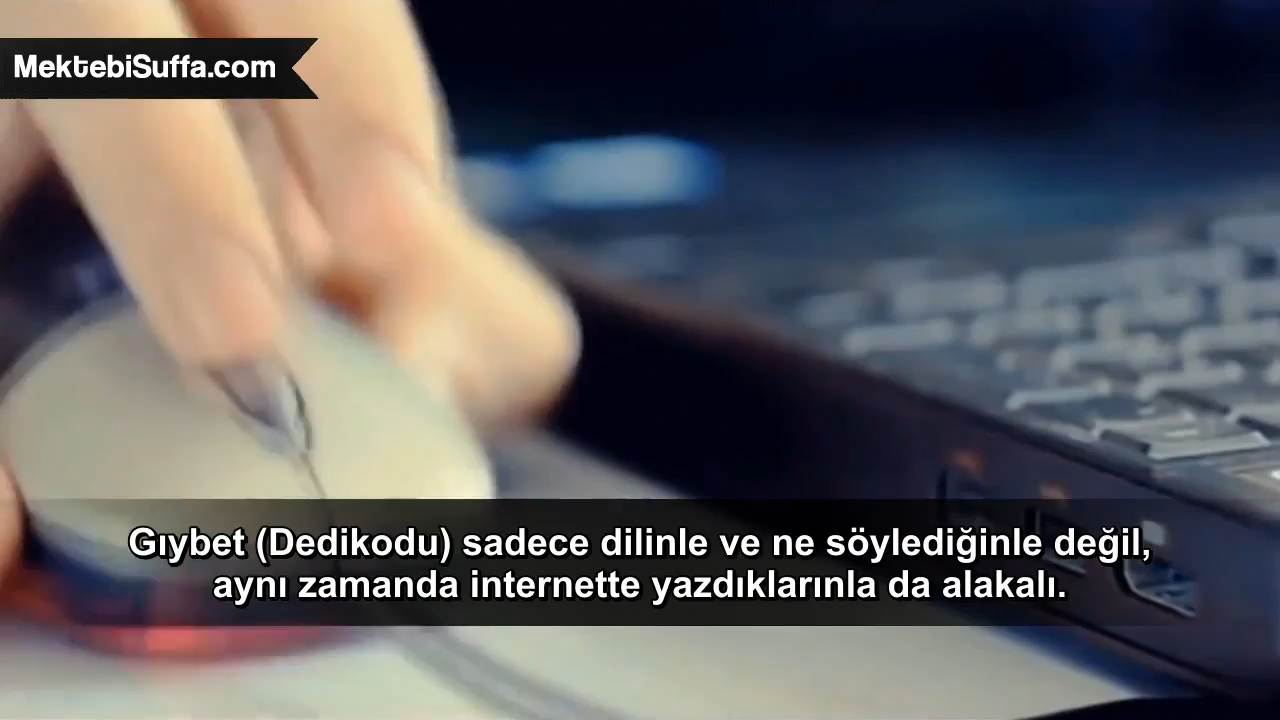 MektebiSuffa.com
Gıybet (Dedikodu) sadece dilinle ve ne söylediğinle değil,
aynı zamanda internette yazdıklarınla da alakalı.